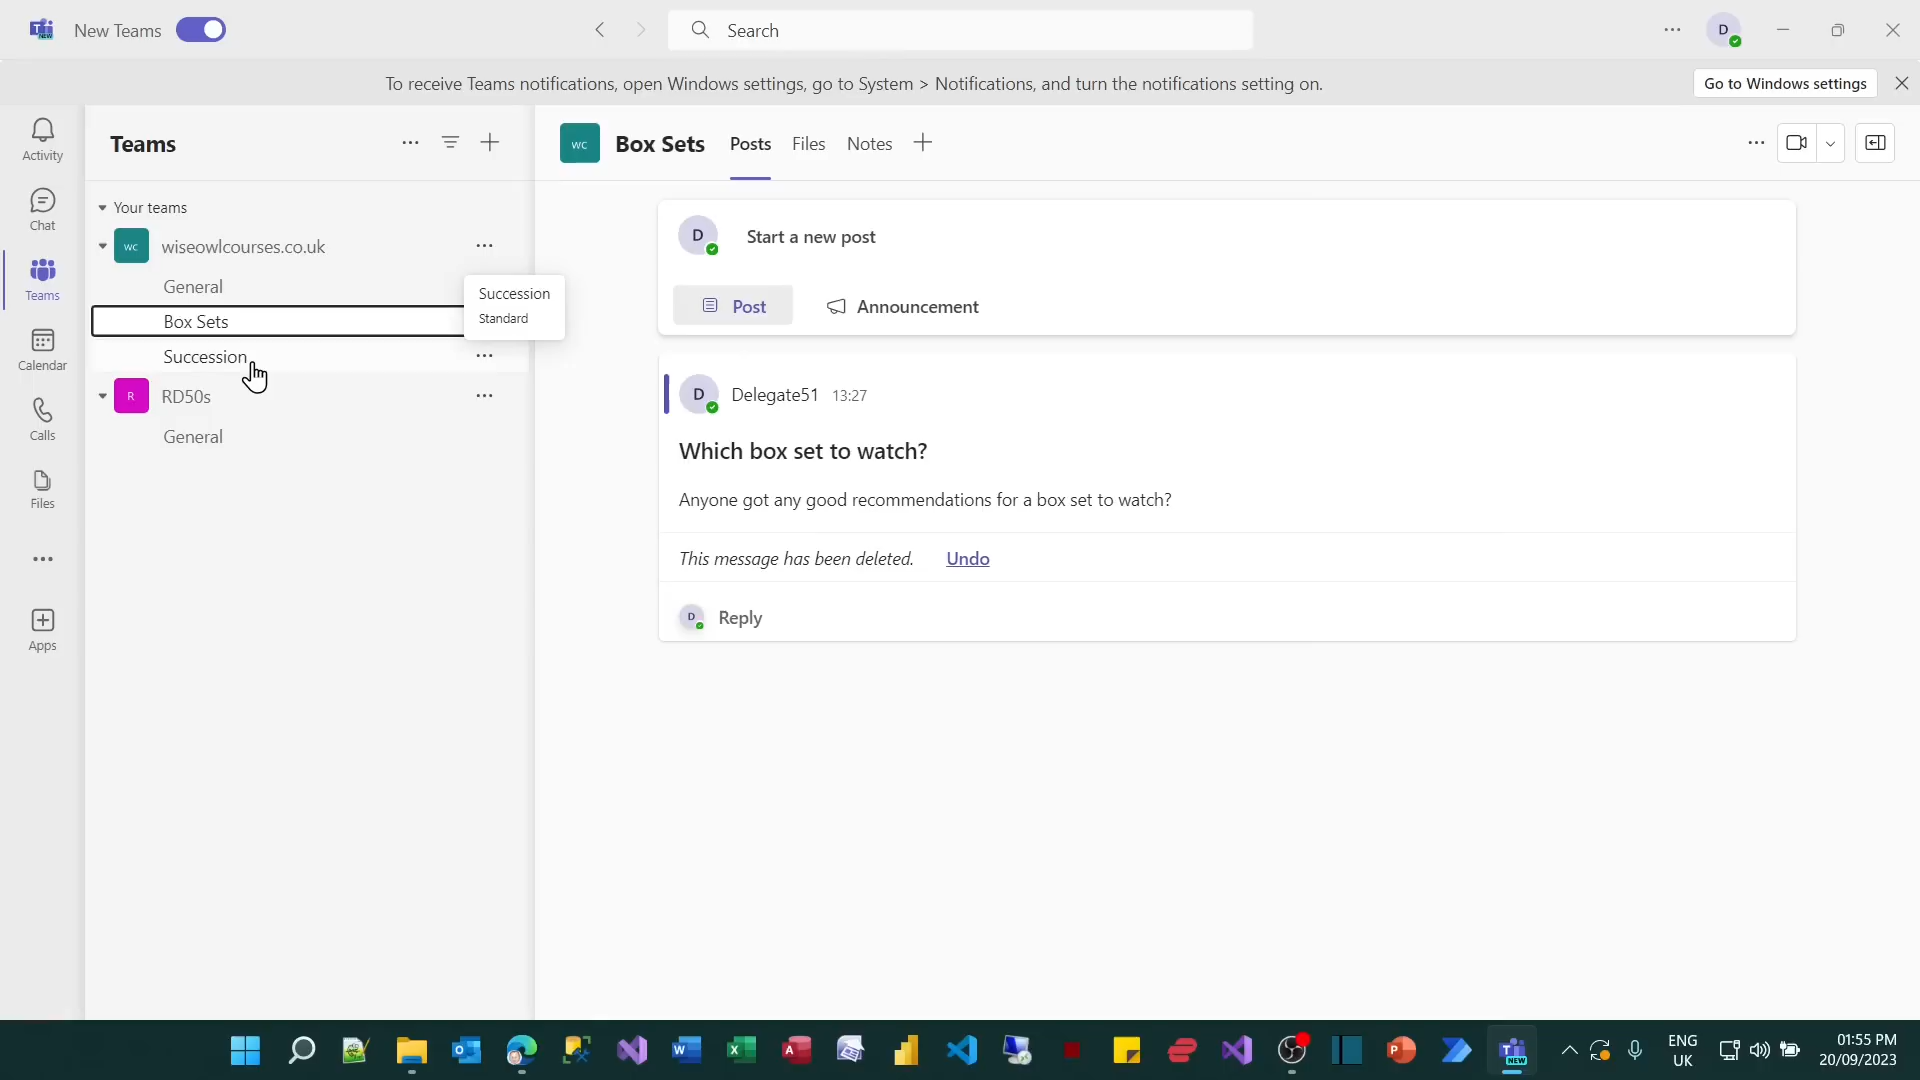 New Teams
Search
D
To receive Teams notifications, open Windows settings, go to System > Notifications, and turn the notifications setting on.
Go to Windows settings
Activity
Chat
Teams
Calendar
Calls
Files
Apps
Teams
Your teams
WC wiseowlcourses.co.uk
General
Box Sets
Succession
R RD50s
General
Succession
Standard
WC Box Sets Posts Files Notes
D Start a new post
Post Announcement
D Delegate51 13:27
Which box set to watch?
Anyone got any good recommendations for a box set to watch?
This message has been deleted. Undo
D Reply
ENG
UK
01:55 PM
20/09/2023